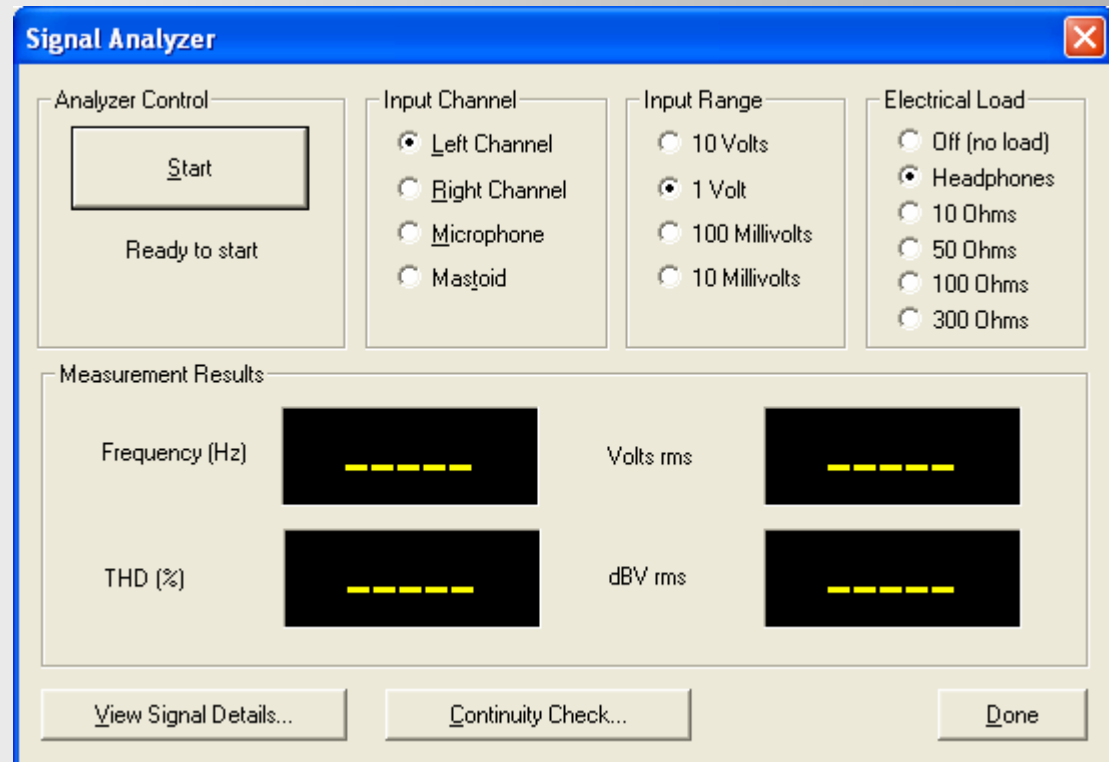 Signal Analyzer
Analyzer Control
Start
Ready to start
Input Channel
Left Channel
Right Channel
Microphone
Mastoid
Input Range
10 Volts
1 Volt
100 Millivolts
10 Millivolts
Electrical Load
Off (no load)
Headphones
10 Ohms
50 Ohms
100 Ohms
300 Ohms
Measurement Results
Frequency (Hz)
-----
Volts rms
-----
THD (%)
-----
dBV rms
-----
View Signal Details...
Continuity Check...
Done